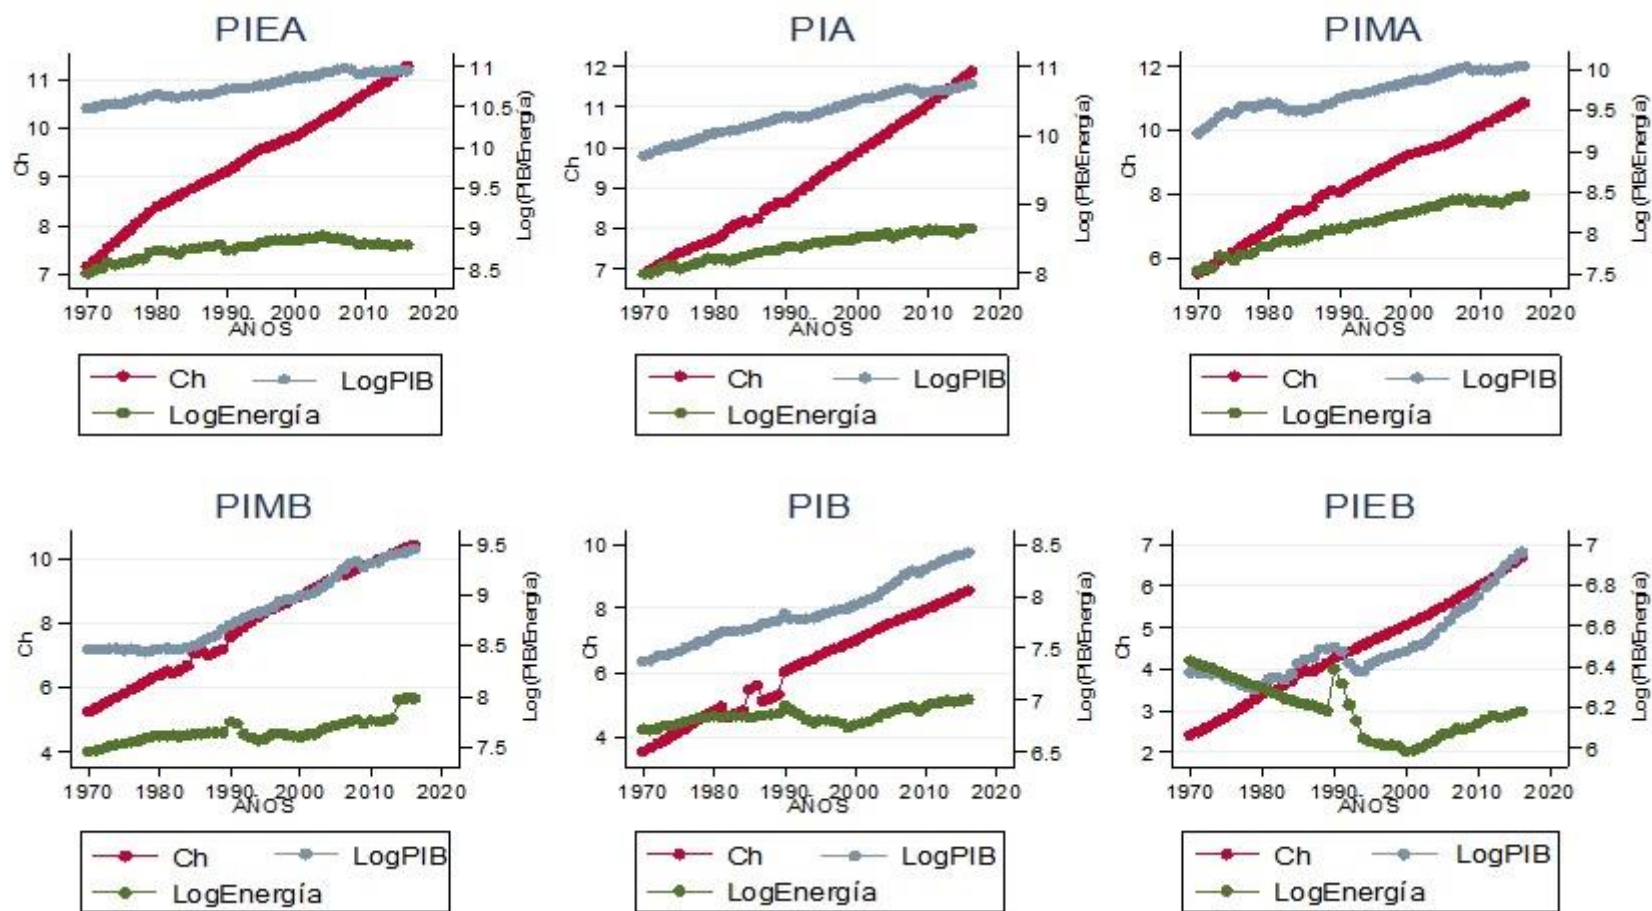 PIEA
11
10
9
8
7
Ch
11
10.5
10
9.5
9
8.5
Log(PIB/Energía)
1970 1980 1990 2000 2010 2020
AÑOS
Ch LogPIB
LogEnergía
PIA
12
11
10
9
8
7
Ch
11
10
9
8
Log(PIB/Energía)
1970 1980 1990 2000 2010 2020
AÑOS
Ch LogPIB
LogEnergía
PIMA
12
10
8
6
Ch
10
9.5
9
8.5
8
7.5
Log(PIB/Energía)
1970 1980 1990 2000 2010 2020
AÑOS
Ch LogPIB
LogEnergía
PIMB
10
8
6
4
Ch
9.5
9
8.5
8
7.5
Log(PIB/Energía)
1970 1980 1990 2000 2010 2020
AÑOS
Ch LogPIB
LogEnergía
PIB
10
8
6
4
Ch
8.5
8
7.5
7
6.5
Log(PIB/Energía)
1970 1980 1990 2000 2010 2020
AÑOS
Ch LogPIB
LogEnergía
PIEB
7
6
5
4
3
2
Ch
7
6.8
6.6
6.4
6.2
6
Log(PIB/Energía)
1970 1980 1990 2000 2010 2020
AÑOS
Ch LogPIB
LogEnergía